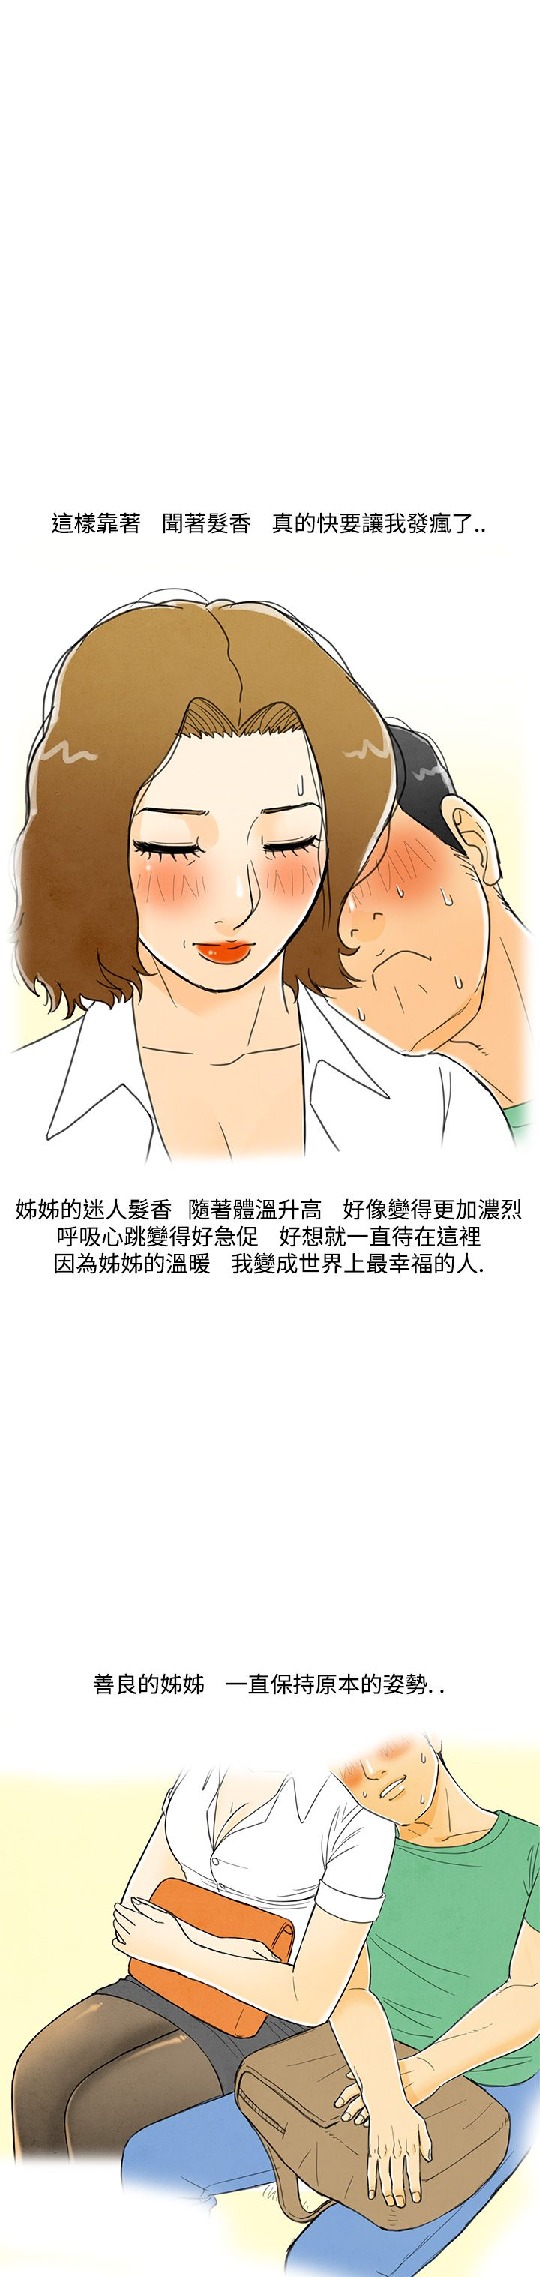 這樣靠著 聞著髮香 真的快要讓我發瘋了..
姊姊的迷人髮香 隨著體溫升高 好像變得更加濃烈
呼吸心跳變得好急促 好想就一直待在這裡
因為姊姊的溫暖 我變成世界上最幸福的人.
善良的姊姊 一直保持原本的姿勢..